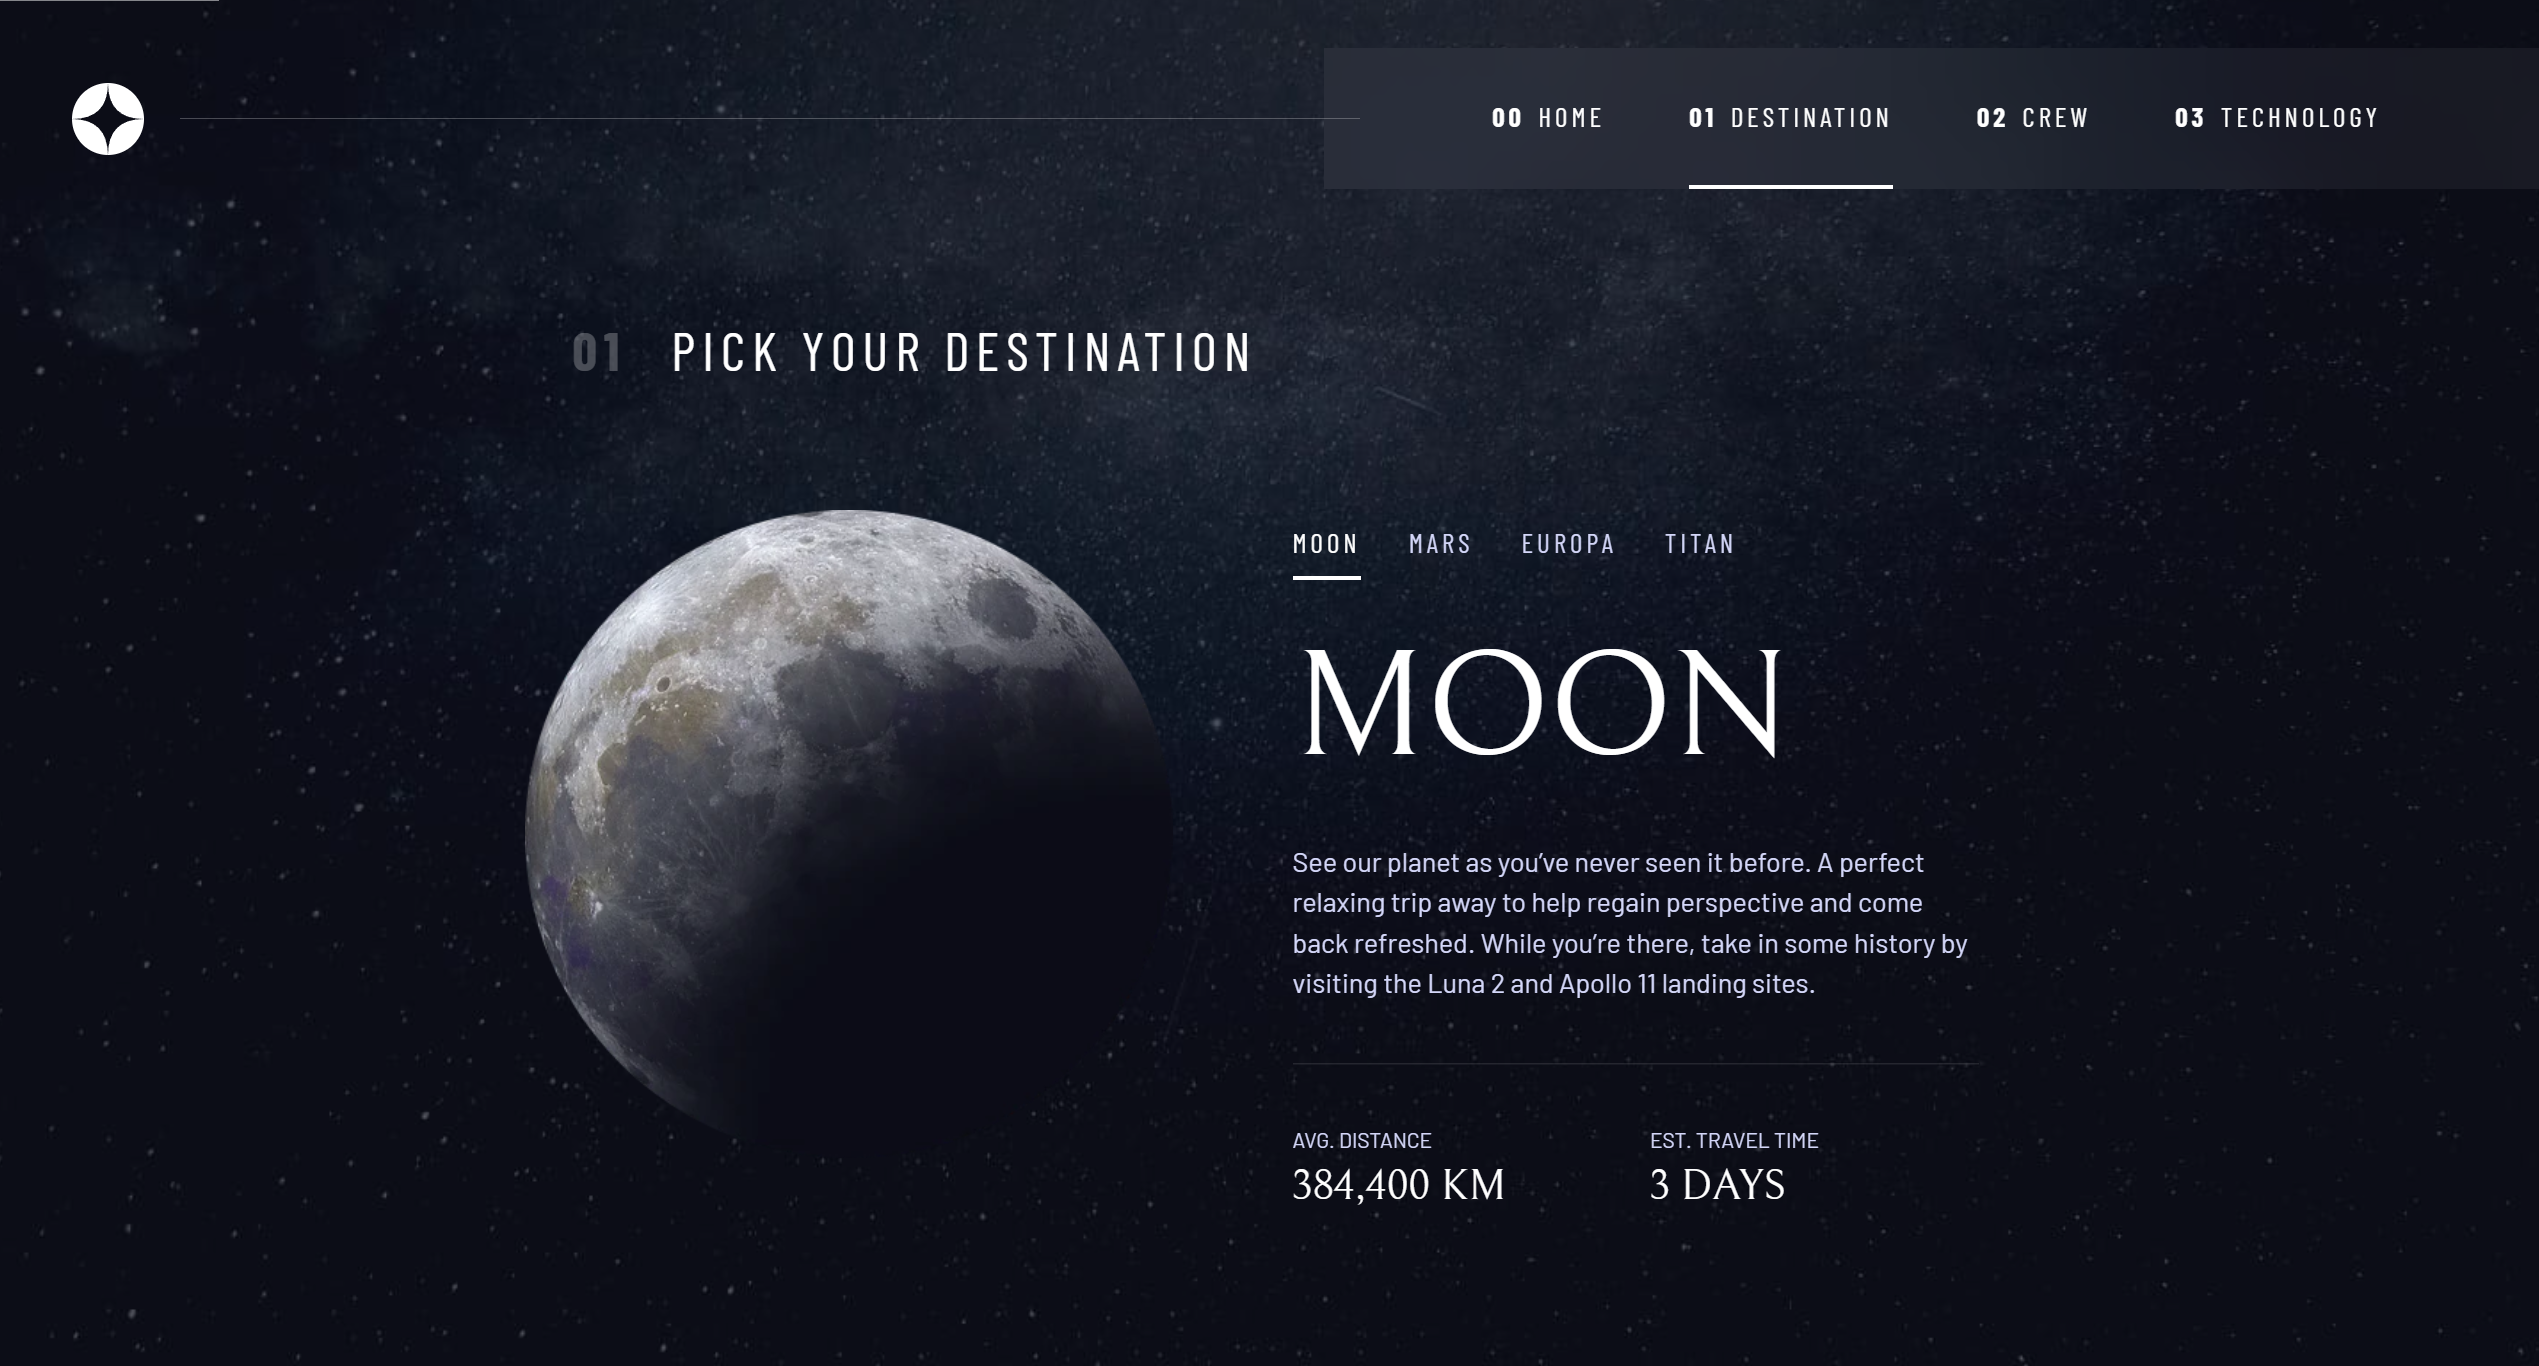 00 HOME 01 DESTINATION 02 CREW 03 TECHNOLOGY
01 PICK YOUR DESTINATION
MOON MARS EUROPA TITAN
MOON
See our planet as you’ve never seen it before. A perfect
relaxing trip away to help regain perspective and come
back refreshed. While you’re there, take in some history by
visiting the Luna 2 and Apollo 11 landing sites.
AVG. DISTANCE EST. TRAVEL TIME
384,400 KM 3 DAYS